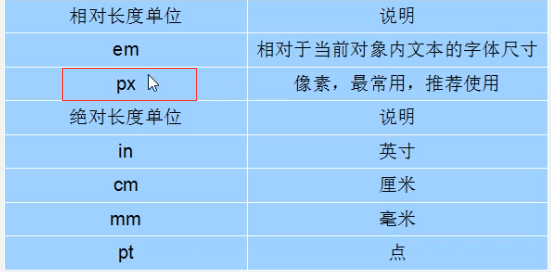 相对长度单位 说明
em 相对于当前对象内文本的字体尺寸
px 像素，最常用，推荐使用
绝对长度单位 说明
in 英寸
cm 厘米
mm 毫米
pt 点